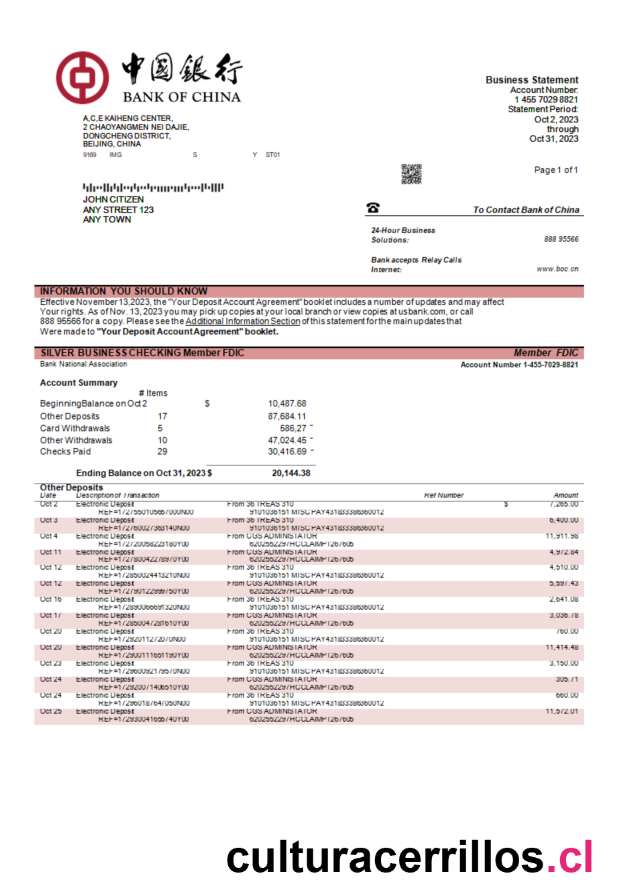 中國銀行
BANK OF CHINA
A,C,E KAIHENG CENTER,
2 CHAOYANGMEN NEI DAJIE,
DONGCHENG DISTRICT,
BEIJING, CHINA
9169 IMG S Y ST01
Business Statement
Account Number:
1 455 7029 8821
Statement Period:
Oct 2, 2023
through
Oct 31, 2023
Page 1 of 1
JOHN CITIZEN
ANY STREET 123
ANY TOWN
To Contact Bank of China
24-Hour Business
Solutions: 888 95566
Bank accepts Relay Calls
Internet: www.boc.cn
INFORMATION YOU SHOULD KNOW
Effective November 13,2023, the "Your Deposit Account Agreement" booklet includes a number of updates and may affect
Your rights. As of Nov. 13, 2023 you may pick up copies at your local branch or view copies at usbank.com, or call
888 95566 for a copy. Please see the Additional Information Section of this statement for the main updates that
Were made to "Your Deposit Account Agreement" booklet.
SILVER BUSINESS CHECKING Member FDIC Member FDIC
Bank National Association Account Number 1-455-7029-8821
Account Summary
# Items
Beginning Balance on Oct 2 $ 10,487.68
Other Deposits 17 87,684.11
Card Withdrawals 5 586,27 -
Other Withdrawals 10 47,024.45 -
Checks Paid 29 30,416.69 -
Ending Balance on Oct 31, 2023 $ 20,144.38
Other Deposits
Date Description of Transaction Ref Number Amount
Oct 2 Electronic Deposit From 36 TREAS 310 $ 7,265.00
REF=1727550105667000N00 9101036151 MISC PAY431833386360012
Oct 3 Electronic Deposit From 36 TREAS 310 6,400.00
REF=172760027363140N00 9101036151 MISC PAY431833386360012
Oct 4 Electronic Deposit From CGS ADMINISTATOR 11,911.98
REF=172720058223180Y00 6202552297HCCLAIMP1267605
Oct 11 Electronic Deposit From CGS ADMINISTATOR 4,972.84
REF=172780042278970Y00 6202552297HCCLAIMP1267605
Oct 12 Electronic Deposit From 36 TREAS 310 4,510.00
REF=172850024413210N00 9101036151 MISC PAY431833386360012
Oct 12 Electronic Deposit From CGS ADMINISTATOR 5,597.43
REF=172790122999750Y00 6202552297HCCLAIMP1267605
Oct 16 Electronic Deposit From 36 TREAS 310 2,641.08
REF=172890066691320N00 9101036151 MISC PAY431833386360012
Oct 17 Electronic Deposit From CGS ADMINISTATOR 3,036.78
REF=172850047281610Y00 6202552297HCCLAIMP1267605
Oct 20 Electronic Deposit From 36 TREAS 310 760.00
REF=1729201127207​0N00 9101036151 MISC PAY431833386360012
Oct 20 Electronic Deposit From CGS ADMINISTATOR 11,414.48
REF=172900111651190Y00 6202552297HCCLAIMP1267605
Oct 23 Electronic Deposit From 36 TREAS 310 3,150.00
REF=172960092179570N00 9101036151 MISC PAY431833386360012
Oct 24 Electronic Deposit From CGS ADMINISTATOR 305.71
REF=172920071406510Y00 6202552297HCCLAIMP1267605
Oct 24 Electronic Deposit From 36 TREAS 310 660.00
REF=172960187647050N00 9101036151 MISC PAY431833386360012
Oct 25 Electronic Deposit From CGS ADMINISTATOR 11,572.01
REF=172930041655740Y00 6202552297HCCLAIMP1267605
culturacerrillos.cl